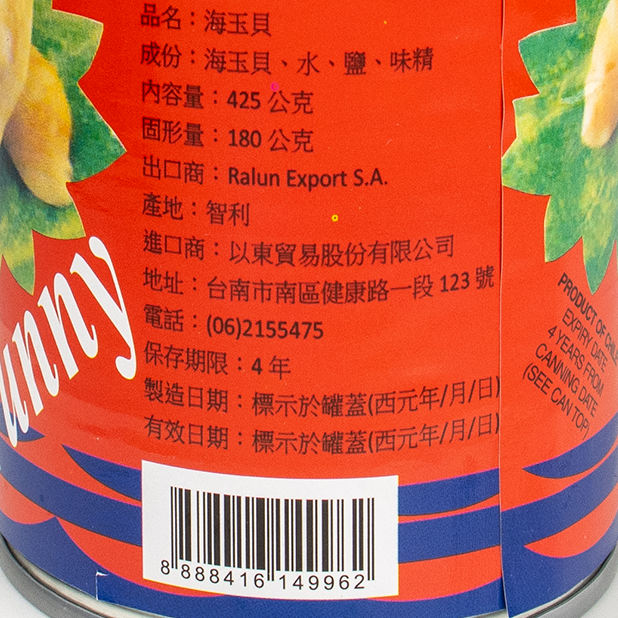 品名：海玉貝
成份：海玉貝、水、鹽、味精
內容量：425 公克
固形量：180 公克
出口商：Ralun Export S.A.
產地：智利
進口商：以東貿易股份有限公司
地址：台南市南區健康路一段 123 號
電話：(06)2155475
保存期限：4 年
製造日期：標示於罐蓋(西元年/月/日)
有效日期：標示於罐蓋(西元年/月/日)
8 888416 149962
unny
PRODUCT OF CHILE
EXPIRY DATE
4 YEARS FROM
CANNING DATE
(SEE CAN TOP)